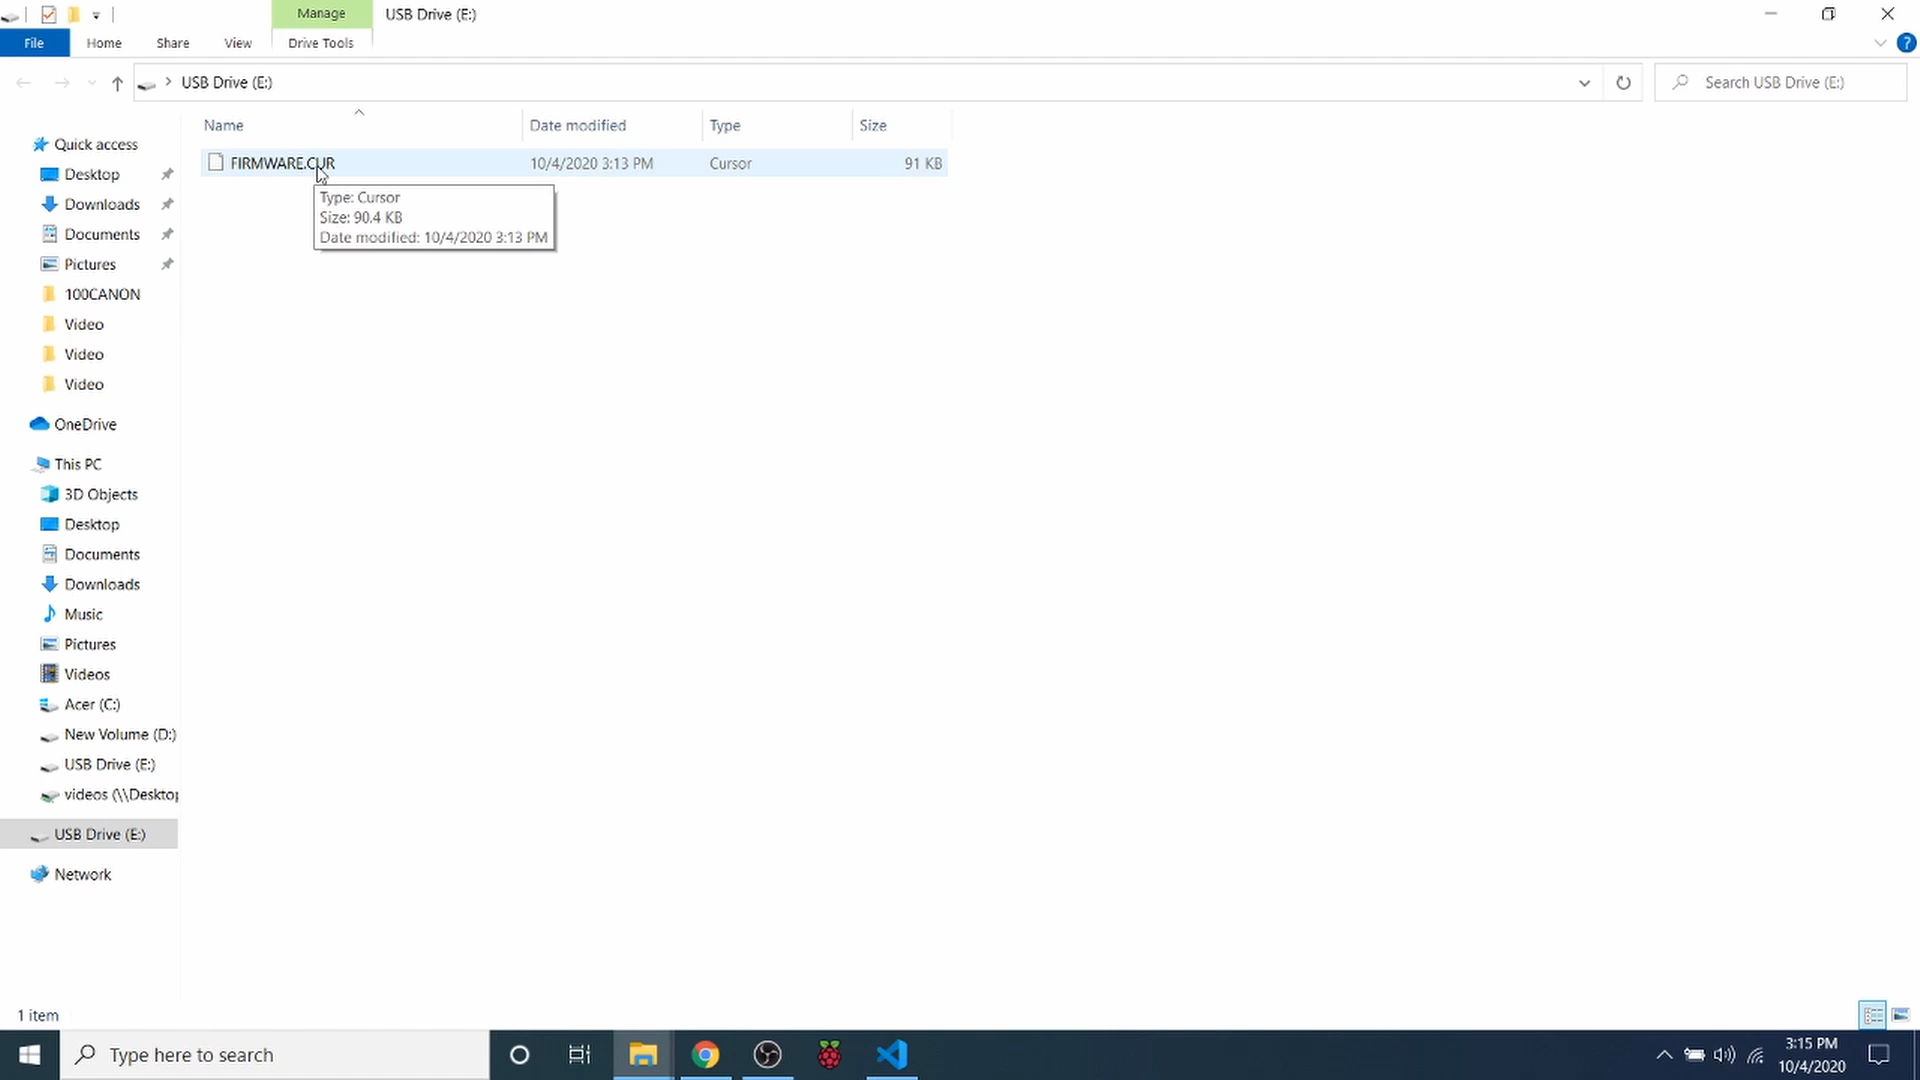 Manage
USB Drive (E:)
File
Home
Share
View
Drive Tools
?
USB Drive (E:)
Search USB Drive (E:)
Name
Date modified
Type
Size
FIRMWARE.CUR
10/4/2020 3:13 PM
Cursor
91 KB
Type: Cursor
Size: 90.4 KB
Date modified: 10/4/2020 3:13 PM
Quick access
Desktop
Downloads
Documents
Pictures
100CANON
Video
Video
Video
OneDrive
This PC
3D Objects
Desktop
Documents
Downloads
Music
Pictures
Videos
Acer (C:)
New Volume (D:)
USB Drive (E:)
videos (\\Desktop
USB Drive (E:)
Network
1 item
Type here to search
3:15 PM
10/4/2020